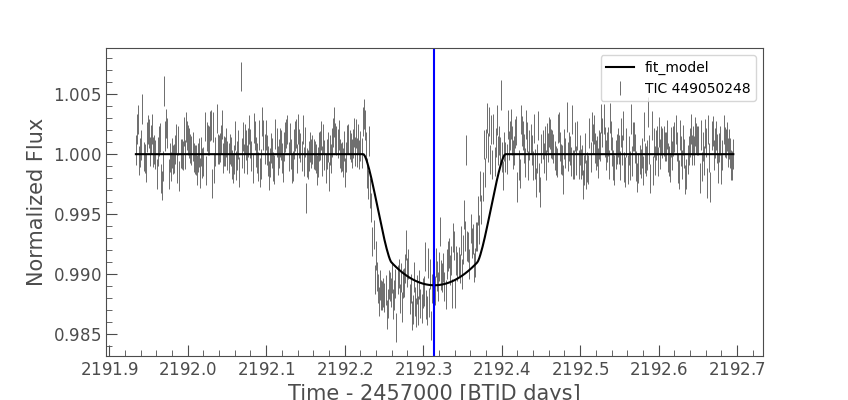 fit_model
TIC 449050248
1.005
1.000
0.995
0.990
0.985
Normalized Flux
2191.9 2192.0 2192.1 2192.2 2192.3 2192.4 2192.5 2192.6 2192.7
Time - 2457000 [BTJD days]